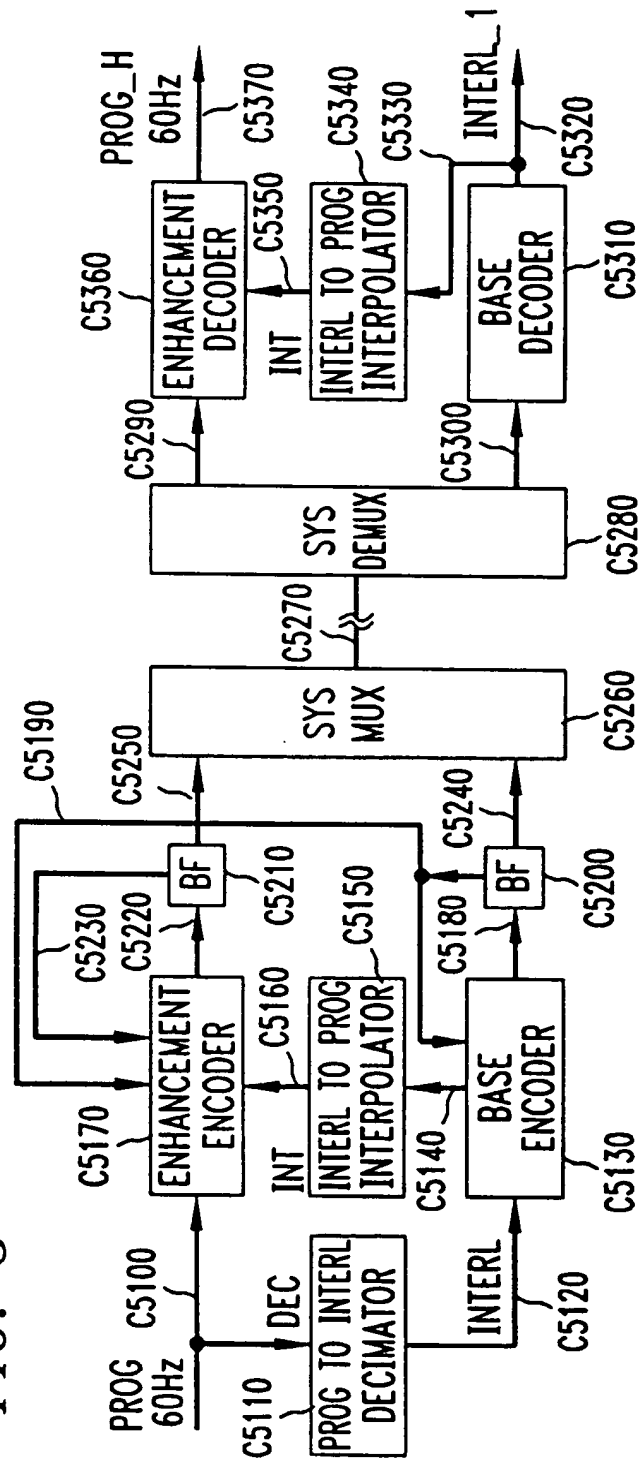 PROG
60Hz
C5100
DEC
C5110
PROG TO INTERL
DECIMATOR
INTERL
C5120
C5170
ENHANCEMENT
ENCODER
C5160
INT
INTERL TO PROG
INTERPOLATOR
C5150
C5140
BASE
ENCODER
C5130
C5230
C5220
BF
C5210
C5190
C5250
C5180
BF
C5200
C5240
SYS
MUX
C5260
C5270
SYS
DEMUX
C5280
C5290
C5300
C5360
ENHANCEMENT
DECODER
C5350
INT
INTERL TO PROG
INTERPOLATOR
C5340
C5330
BASE
DECODER
C5310
PROG_H
60Hz
C5370
INTERL_1
C5320